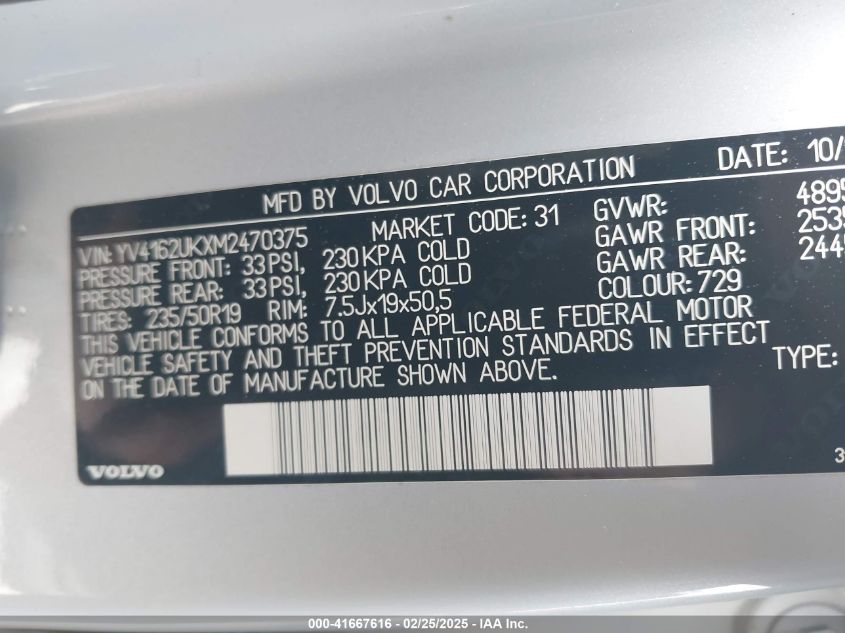 MFD BY VOLVO CAR CORPORATION DATE: 10/
VIN: YV4162UKXM2470375 MARKET CODE: 31 GVWR: 4895
PRESSURE FRONT: 33PSI, 230KPA COLD GAWR FRONT: 2535
PRESSURE REAR: 33PSI, 230KPA COLD GAWR REAR: 244
TIRES: 235/50R19 RIM: 7.5Jx19x50,5 COLOUR: 729
THIS VEHICLE CONFORMS TO ALL APPLICABLE FEDERAL MOTOR
VEHICLE SAFETY AND THEFT PREVENTION STANDARDS IN EFFECT
ON THE DATE OF MANUFACTURE SHOWN ABOVE. TYPE:
VOLVO
000-41667616 - 02/25/2025 - IAA Inc.